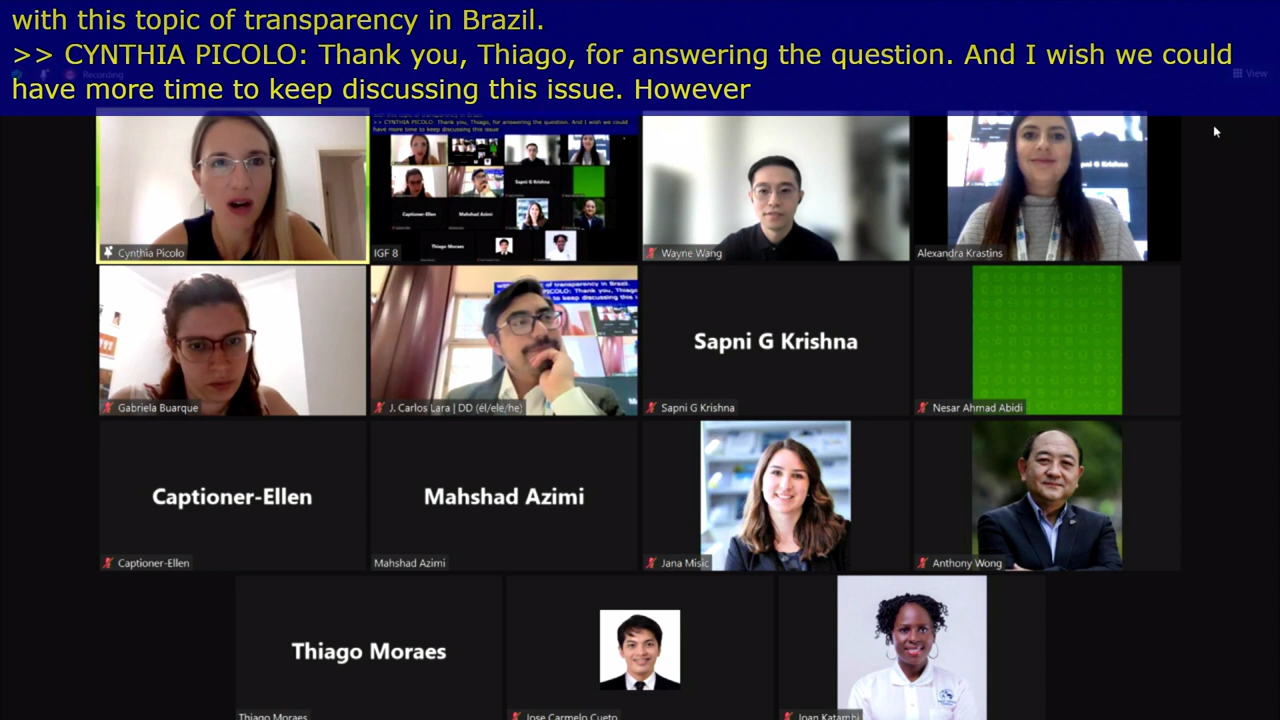 with this topic of transparency in Brazil.
>> CYNTHIA PICOLO: Thank you, Thiago, for answering the question. And I wish we could
have more time to keep discussing this issue. However
Recording
View
Cynthia Picolo
IGF 8
Wayne Wang
Alexandra Krastins
Gabriela Buarque
J. Carlos Lara | DD (él/ele/he)
Sapni G Krishna
Sapni G Krishna
Nesar Ahmad Abidi
Captioner-Ellen
Captioner-Ellen
Mahshad Azimi
Mahshad Azimi
Jana Misic
Anthony Wong
Thiago Moraes
Thiago Moraes
Jose Carmelo Cueto
Joan Katambi